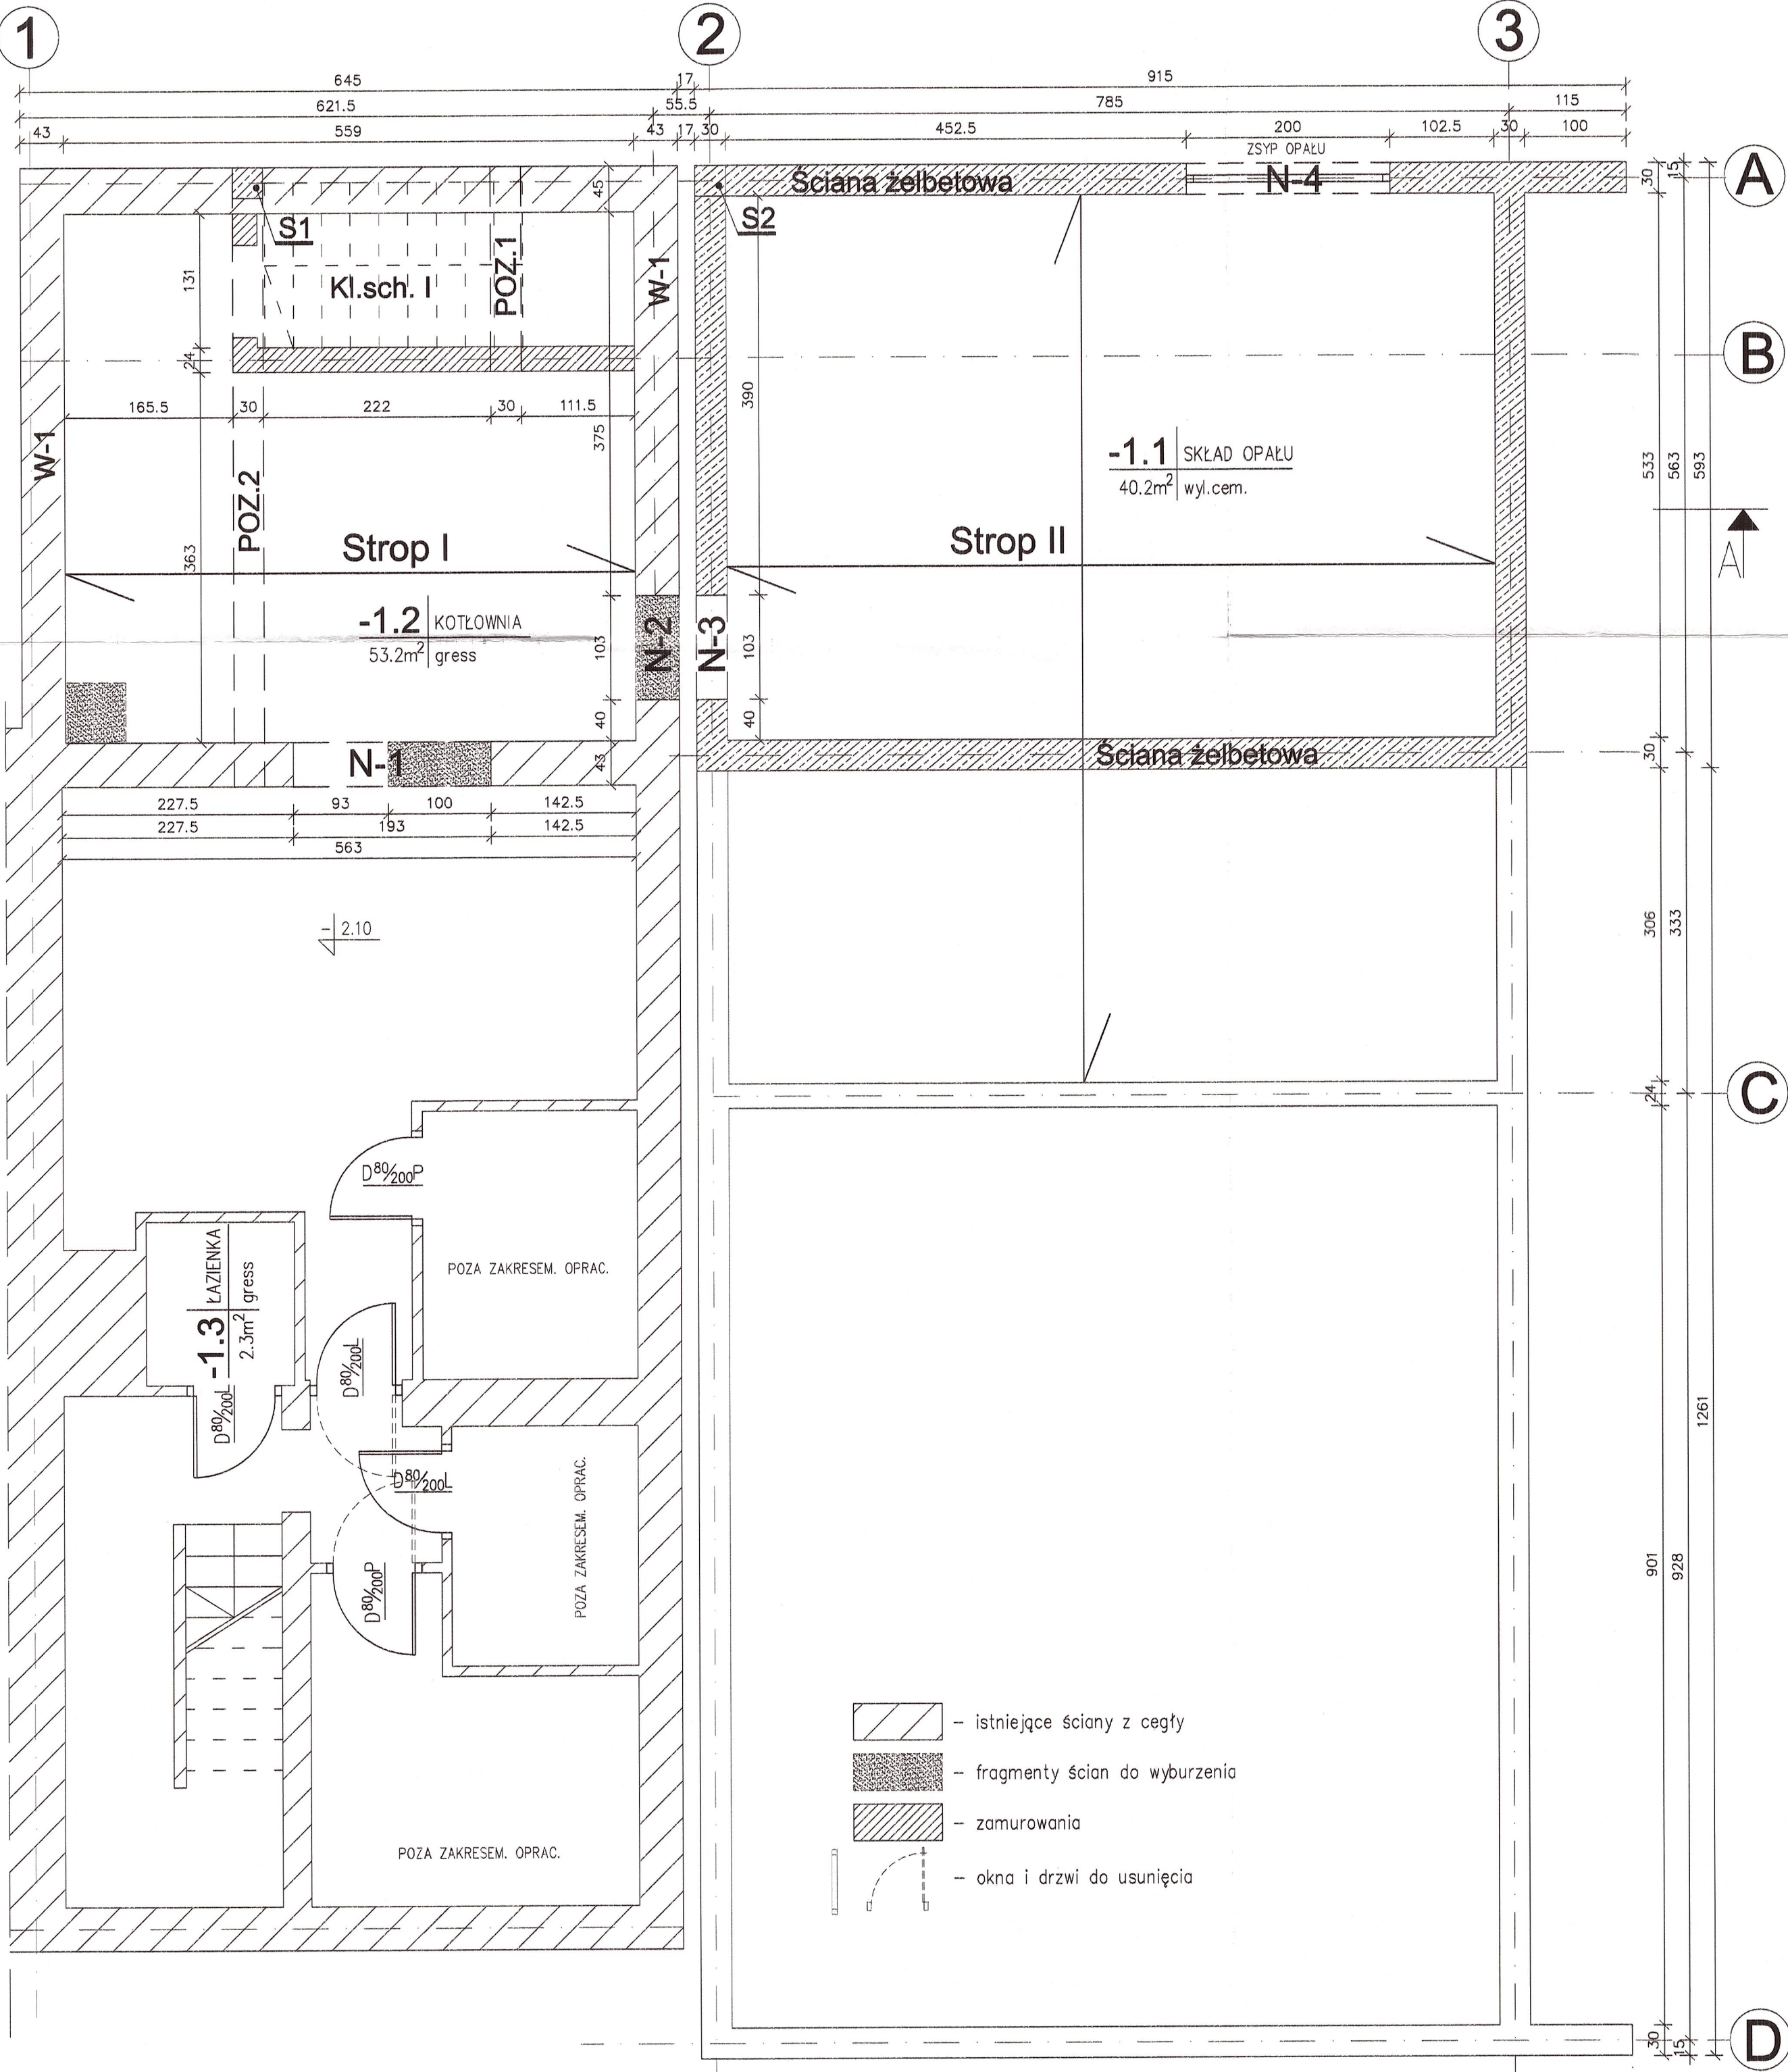 1
2
3
645
17
915
621.5
55.5
785
115
43
559
43
17
30
452.5
200
102.5
30
100
ZSYP OPAŁU
Ściana żelbetowa
N-4
A
30
15
45
S1
S2
131
Kl.sch. I
POZ.1
W-1
24
B
165.5
30
222
30
111.5
390
375
W-1
-1.1 SKŁAD OPAŁU
40.2m² wyl.cem.
533
563
593
POZ.2
363
Strop I
Strop II
A
-1.2 KOTŁOWNIA
53.2m² gress
103
N-2
N-3
103
40
40
N-1
43
Ściana żelbetowa
30
227.5
93
100
142.5
227.5
193
142.5
563
- 2.10
306
333
24
C
D80/200P
POZA ZAKRESEM. OPRAC.
-1.3 ŁAZIENKA
2.3m² gress
D80/200L
D80/200L
D80/200L
D80/200P
POZA ZAKRESEM. OPRAC.
1261
901
928
- istniejące ściany z cegły
- fragmenty ścian do wyburzenia
- zamurowania
- okna i drzwi do usunięcia
POZA ZAKRESEM. OPRAC.
30
15
D